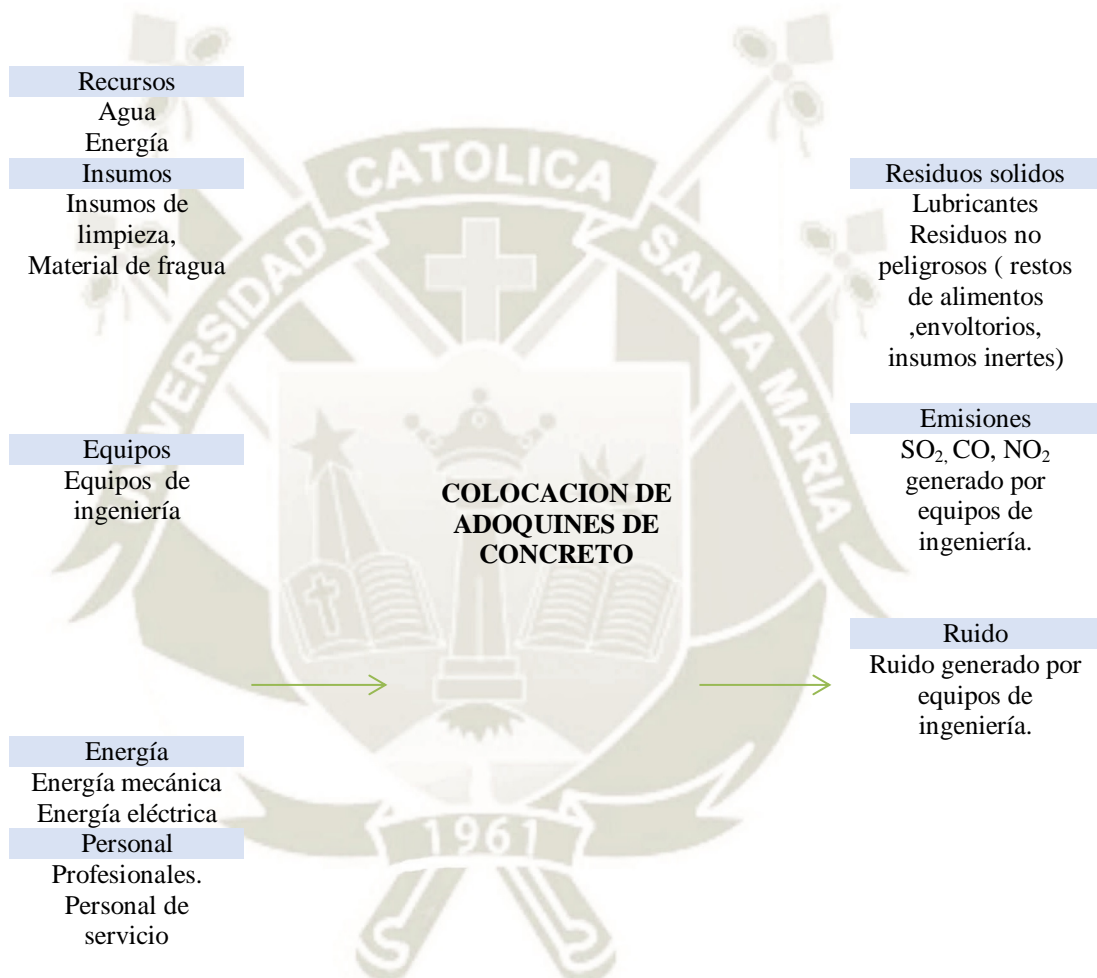 Recursos
Agua
Energía
Insumos
Insumos de
limpieza,
Material de fragua
Equipos
Equipos de
ingeniería
Energía
Energía mecánica
Energía eléctrica
Personal
Profesionales.
Personal de
servicio
COLOCACION DE
ADOQUINES DE
CONCRETO
Residuos solidos
Lubricantes
Residuos no
peligrosos ( restos
de alimentos
,envoltorios,
insumos inertes)
Emisiones
SO₂, CO, NO₂
generado por
equipos de
ingeniería.
Ruido
Ruido generado por
equipos de
ingeniería.
UNIVERSIDAD CATOLICA SANTA MARIA
1961